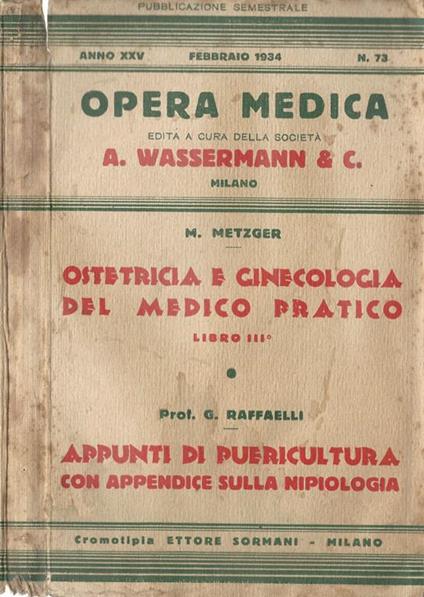 PUBBLICAZIONE SEMESTRALE
ANNO XXV FEBBRAIO 1934 N. 73
OPERA MEDICA
EDITA A CURA DELLA SOCIETÀ
A. WASSERMANN & C.
MILANO
M. METZGER
OSTETRICIA E GINECOLOGIA
DEL MEDICO PRATICO
LIBRO III°
Prof. G. RAFFAELLI
APPUNTI DI PUERICULTURA
CON APPENDICE SULLA NIPIOLOGIA
Cromotipia ETTORE SORMANI - MILANO